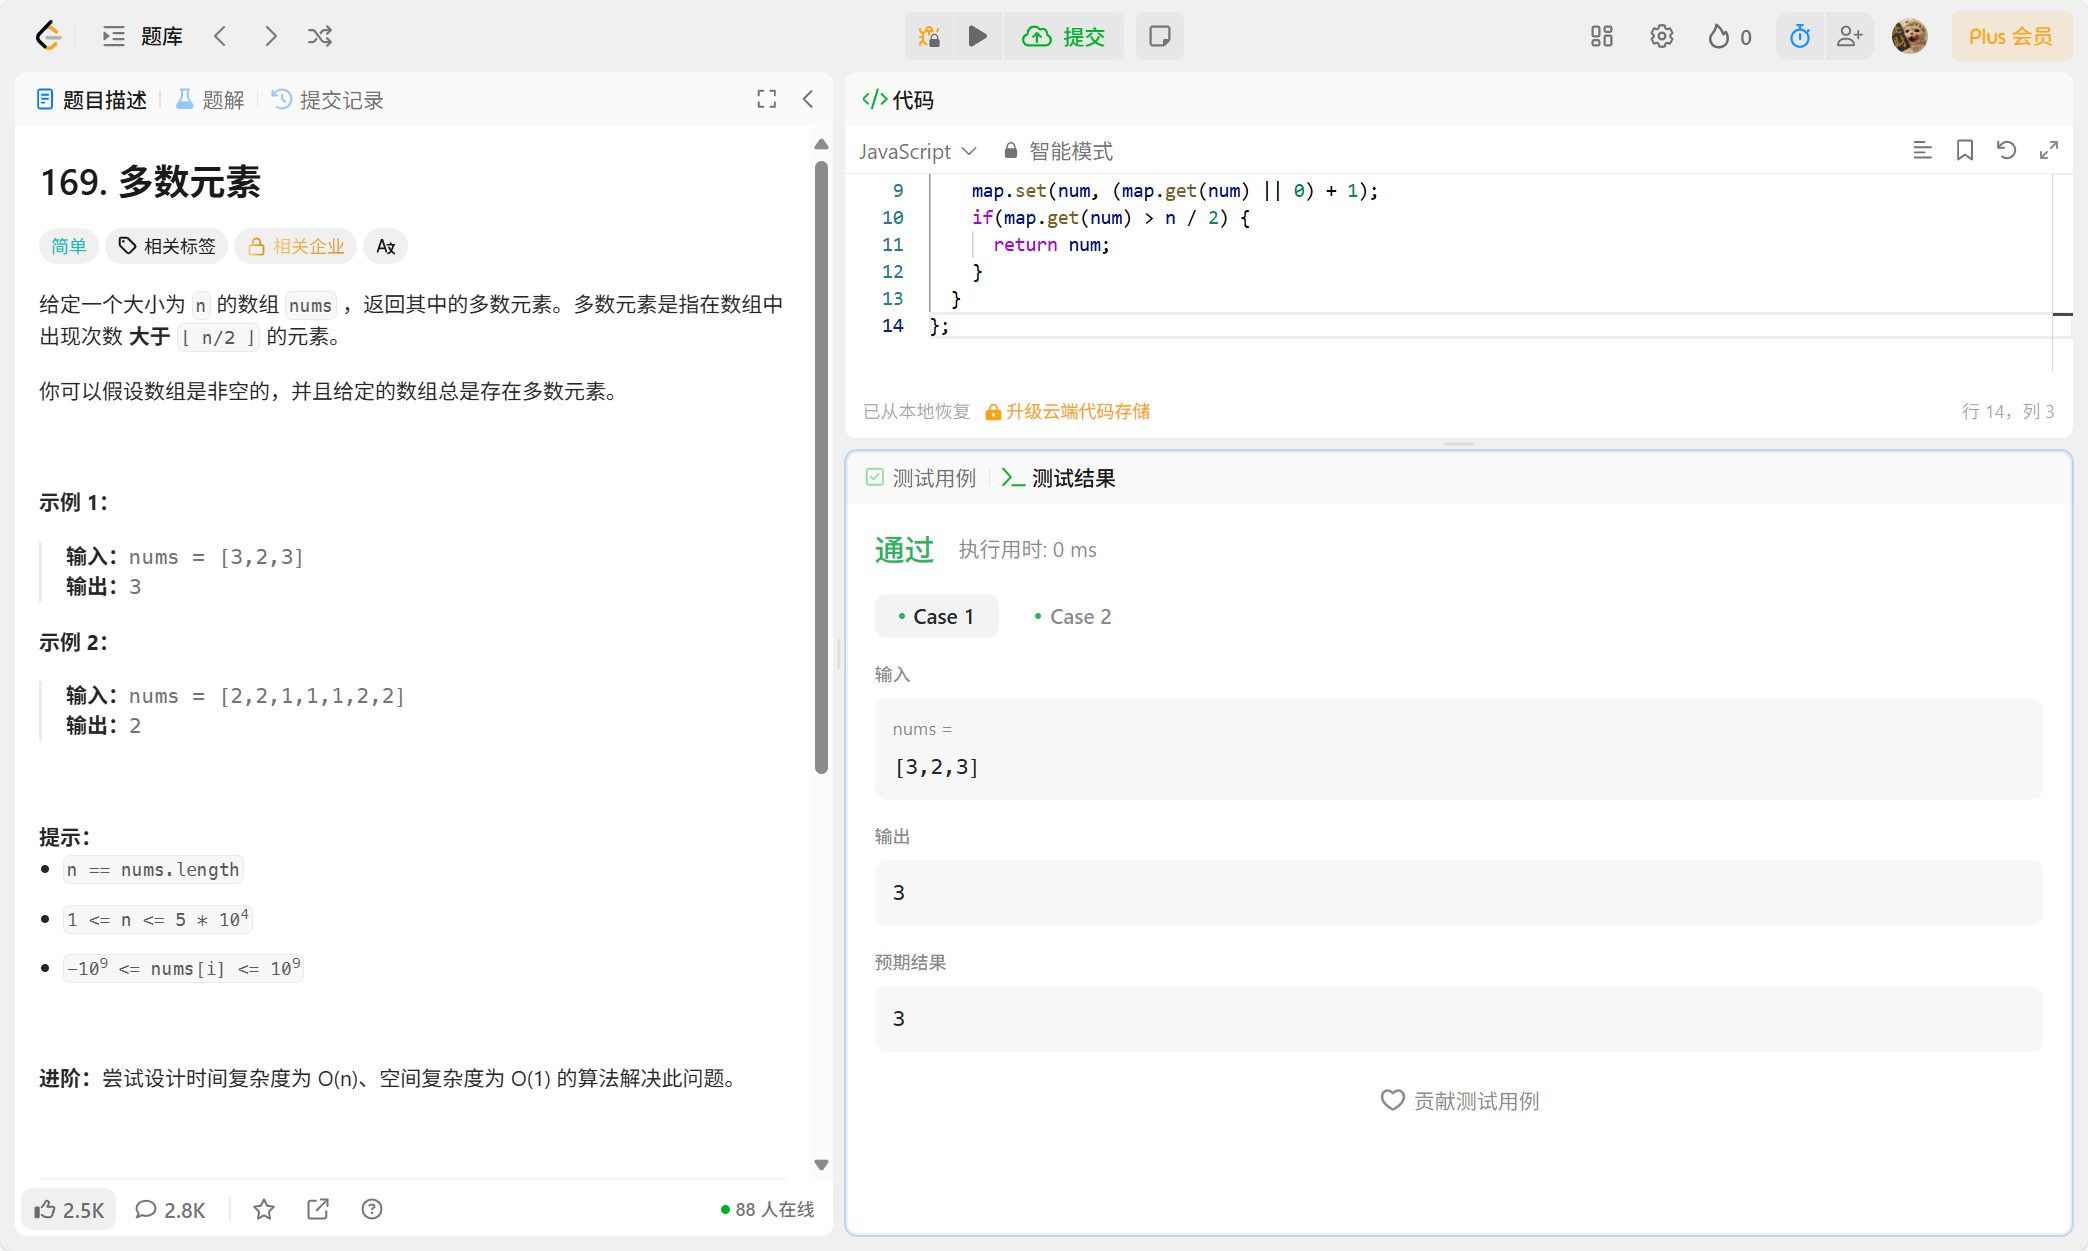 题库
提交
0
Plus 会员
题目描述
题解
提交记录
169. 多数元素
简单
相关标签
相关企业
给定一个大小为 n 的数组 nums ，返回其中的多数元素。多数元素是指在数组中
出现次数 大于 ⌊ n/2 ⌋ 的元素。
你可以假设数组是非空的，并且给定的数组总是存在多数元素。
示例 1：
输入：nums = [3,2,3]
输出：3
示例 2：
输入：nums = [2,2,1,1,1,2,2]
输出：2
提示：
n == nums.length
1 <= n <= 5 * 10⁴
-10⁹ <= nums[i] <= 10⁹
进阶：尝试设计时间复杂度为 O(n)、空间复杂度为 O(1) 的算法解决此问题。
2.5K
2.8K
88 人在线
代码
JavaScript
智能模式
9 map.set(num, (map.get(num) || 0) + 1);
10 if(map.get(num) > n / 2) {
11 return num;
12 }
13 }
14 };
已从本地恢复
升级云端代码存储
行 14，列 3
测试用例
测试结果
通过
执行用时: 0 ms
Case 1
Case 2
输入
nums =
[3,2,3]
输出
3
预期结果
3
贡献测试用例